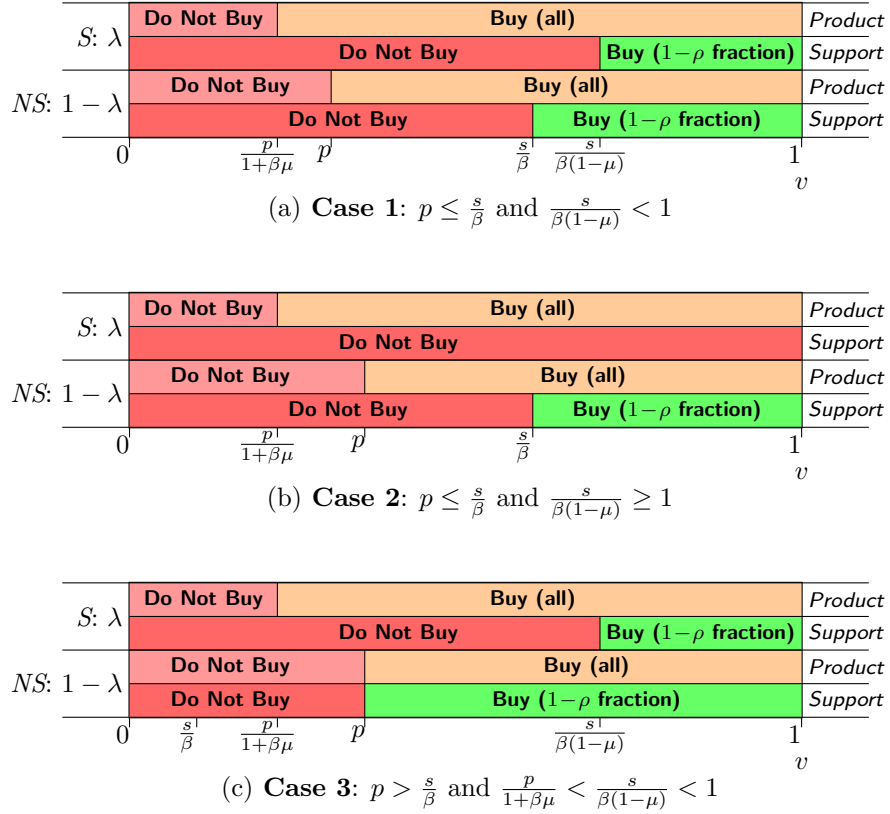 Do Not Buy Buy (all) Product
S: λ
Do Not Buy Buy (1−ρ fraction) Support
Do Not Buy Buy (all) Product
NS: 1 − λ
Do Not Buy Buy (1−ρ fraction) Support
0 p/(1+βμ) p s/β s/(β(1−μ)) 1
v
(a) Case 1: p ≤ s/β and s/(β(1−μ)) < 1
Do Not Buy Buy (all) Product
S: λ
Do Not Buy Support
Do Not Buy Buy (all) Product
NS: 1 − λ
Do Not Buy Buy (1−ρ fraction) Support
0 p/(1+βμ) p s/β 1
v
(b) Case 2: p ≤ s/β and s/(β(1−μ)) ≥ 1
Do Not Buy Buy (all) Product
S: λ
Do Not Buy Buy (1−ρ fraction) Support
Do Not Buy Buy (all) Product
NS: 1 − λ
Do Not Buy Buy (1−ρ fraction) Support
0 s/β p/(1+βμ) p s/(β(1−μ)) 1
v
(c) Case 3: p > s/β and p/(1+βμ) < s/(β(1−μ)) < 1